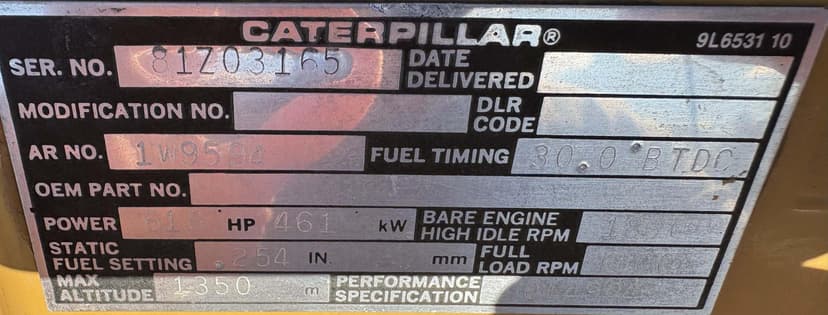 CATERPILLAR® 9L6531 10
SER. NO. 81Z03165 DATE DELIVERED
MODIFICATION NO. DLR CODE
AR NO. FUEL TIMING 30.0° BTDC
OEM PART NO.
POWER HP 461 kW BARE ENGINE HIGH IDLE RPM
STATIC FUEL SETTING .254 IN. mm FULL LOAD RPM
MAX ALTITUDE 1350 m PERFORMANCE SPECIFICATION